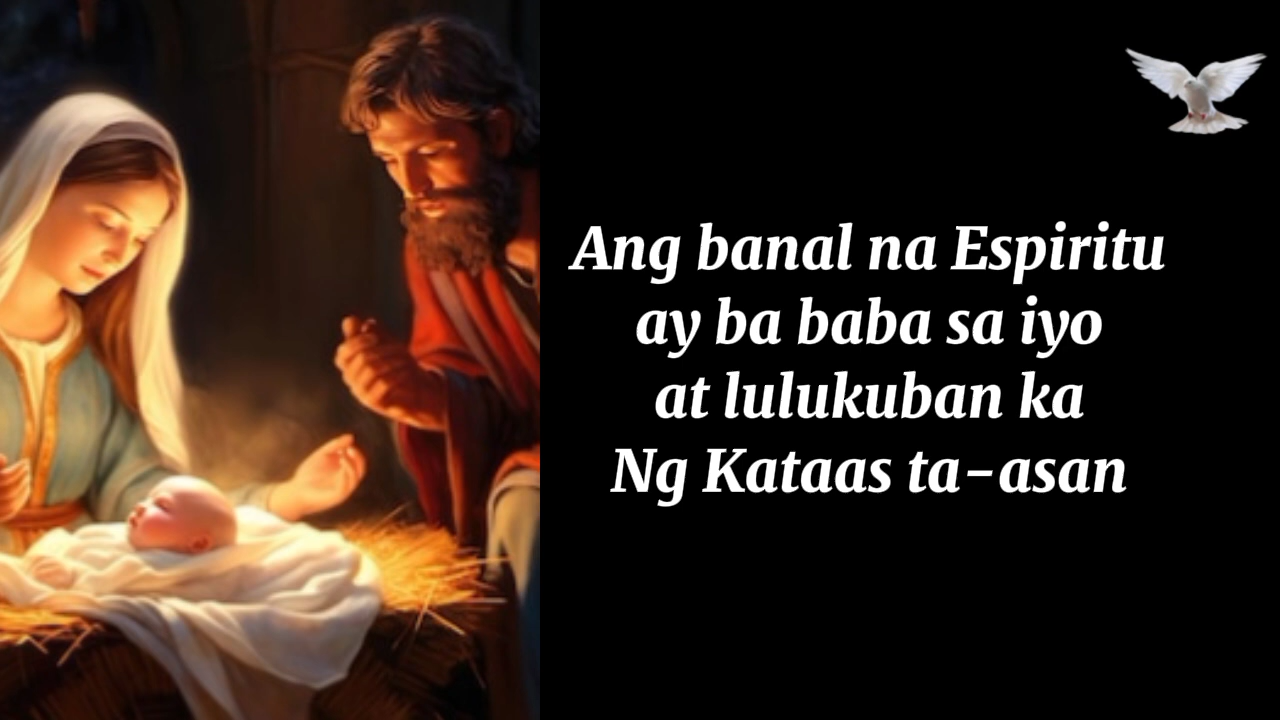 Ang banal na Espiritu
ay ba baba sa iyo
at lulukuban ka
Ng Kataas ta-asan